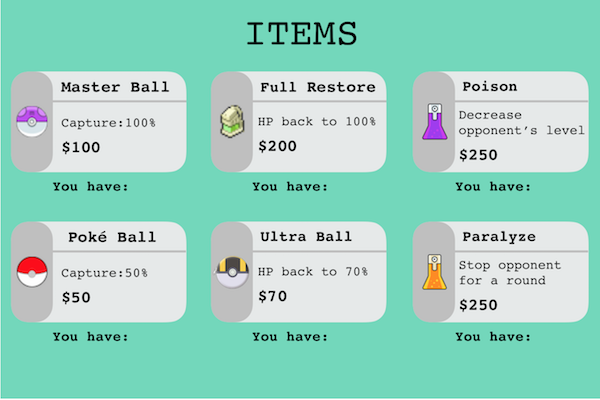 ITEMS
Master Ball
Capture:100%
$100
You have:
Full Restore
HP back to 100%
$200
You have:
Poison
Decrease
opponent's level
$250
You have:
Poké Ball
Capture:50%
$50
You have:
Ultra Ball
HP back to 70%
$70
You have:
Paralyze
Stop opponent
for a round
$250
You have: